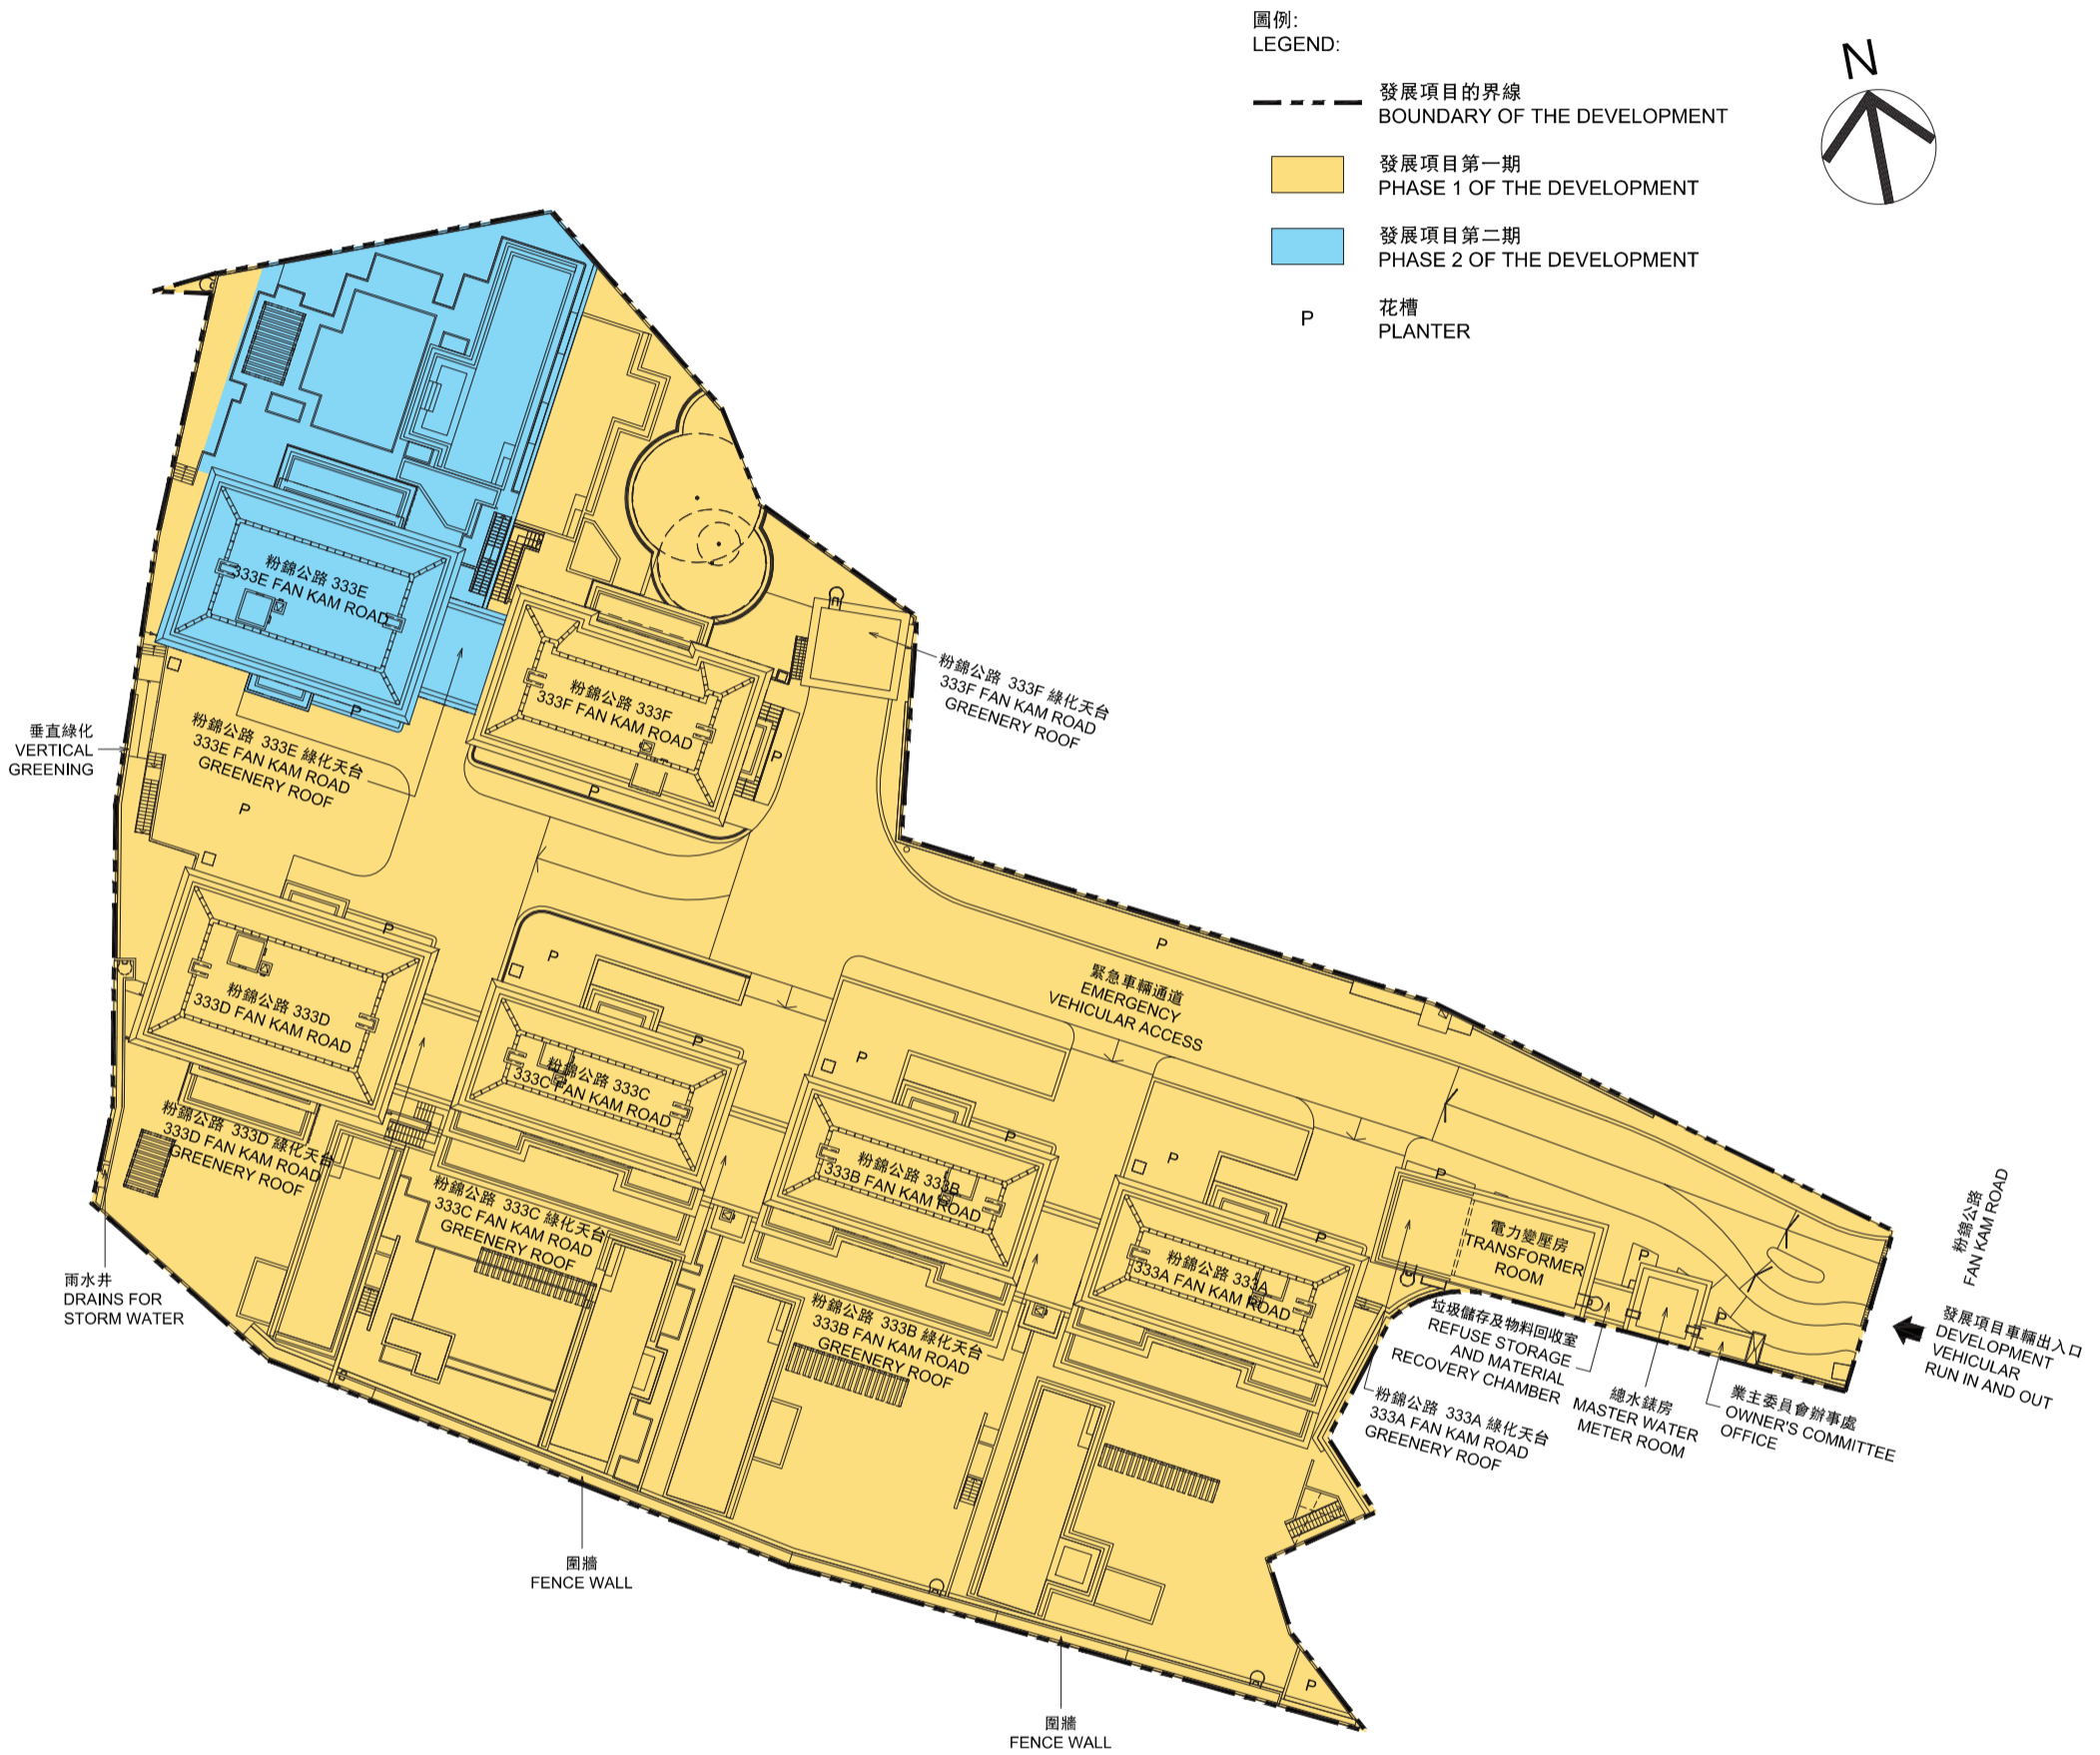 圖例:
LEGEND:
N
發展項目的界線
BOUNDARY OF THE DEVELOPMENT
發展項目第一期
PHASE 1 OF THE DEVELOPMENT
發展項目第二期
PHASE 2 OF THE DEVELOPMENT
P
花槽
PLANTER
粉錦公路 333E
333E FAN KAM ROAD
P
粉錦公路 333F
333F FAN KAM ROAD
P
P
粉錦公路 333F 綠化天台
333F FAN KAM ROAD
GREENERY ROOF
垂直綠化
VERTICAL
GREENING
粉錦公路 333E 綠化天台
333E FAN KAM ROAD
GREENERY ROOF
P
P
粉錦公路 333D
333D FAN KAM ROAD
P
P
粉錦公路 333C
333C FAN KAM ROAD
P
緊急車輛通道
EMERGENCY
VEHICULAR ACCESS
P
P
粉錦公路 333B
333B FAN KAM ROAD
P
P
粉錦公路 333A
333A FAN KAM ROAD
P
P
電力變壓房
TRANSFORMER
ROOM
P
P
粉錦公路
FAN KAM ROAD
發展項目車輛出入口
DEVELOPMENT
VEHICULAR
RUN IN AND OUT
粉錦公路 333D 綠化天台
333D FAN KAM ROAD
GREENERY ROOF
粉錦公路 333C 綠化天台
333C FAN KAM ROAD
GREENERY ROOF
粉錦公路 333B 綠化天台
333B FAN KAM ROAD
GREENERY ROOF
垃圾儲存及物料回收室
REFUSE STORAGE
AND MATERIAL
RECOVERY CHAMBER
粉錦公路 333A 綠化天台
333A FAN KAM ROAD
GREENERY ROOF
總水錶房
MASTER WATER
METER ROOM
業主委員會辦事處
OWNER'S COMMITTEE
OFFICE
雨水井
DRAINS FOR
STORM WATER
圍牆
FENCE WALL
P
圍牆
FENCE WALL